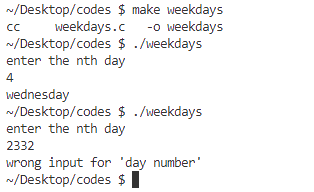 ~/Desktop/codes $ make weekdays
cc     weekdays.c   -o weekdays
~/Desktop/codes $ ./weekdays
enter the nth day
4
wednesday
~/Desktop/codes $ ./weekdays
enter the nth day
2332
wrong input for 'day number'
~/Desktop/codes $